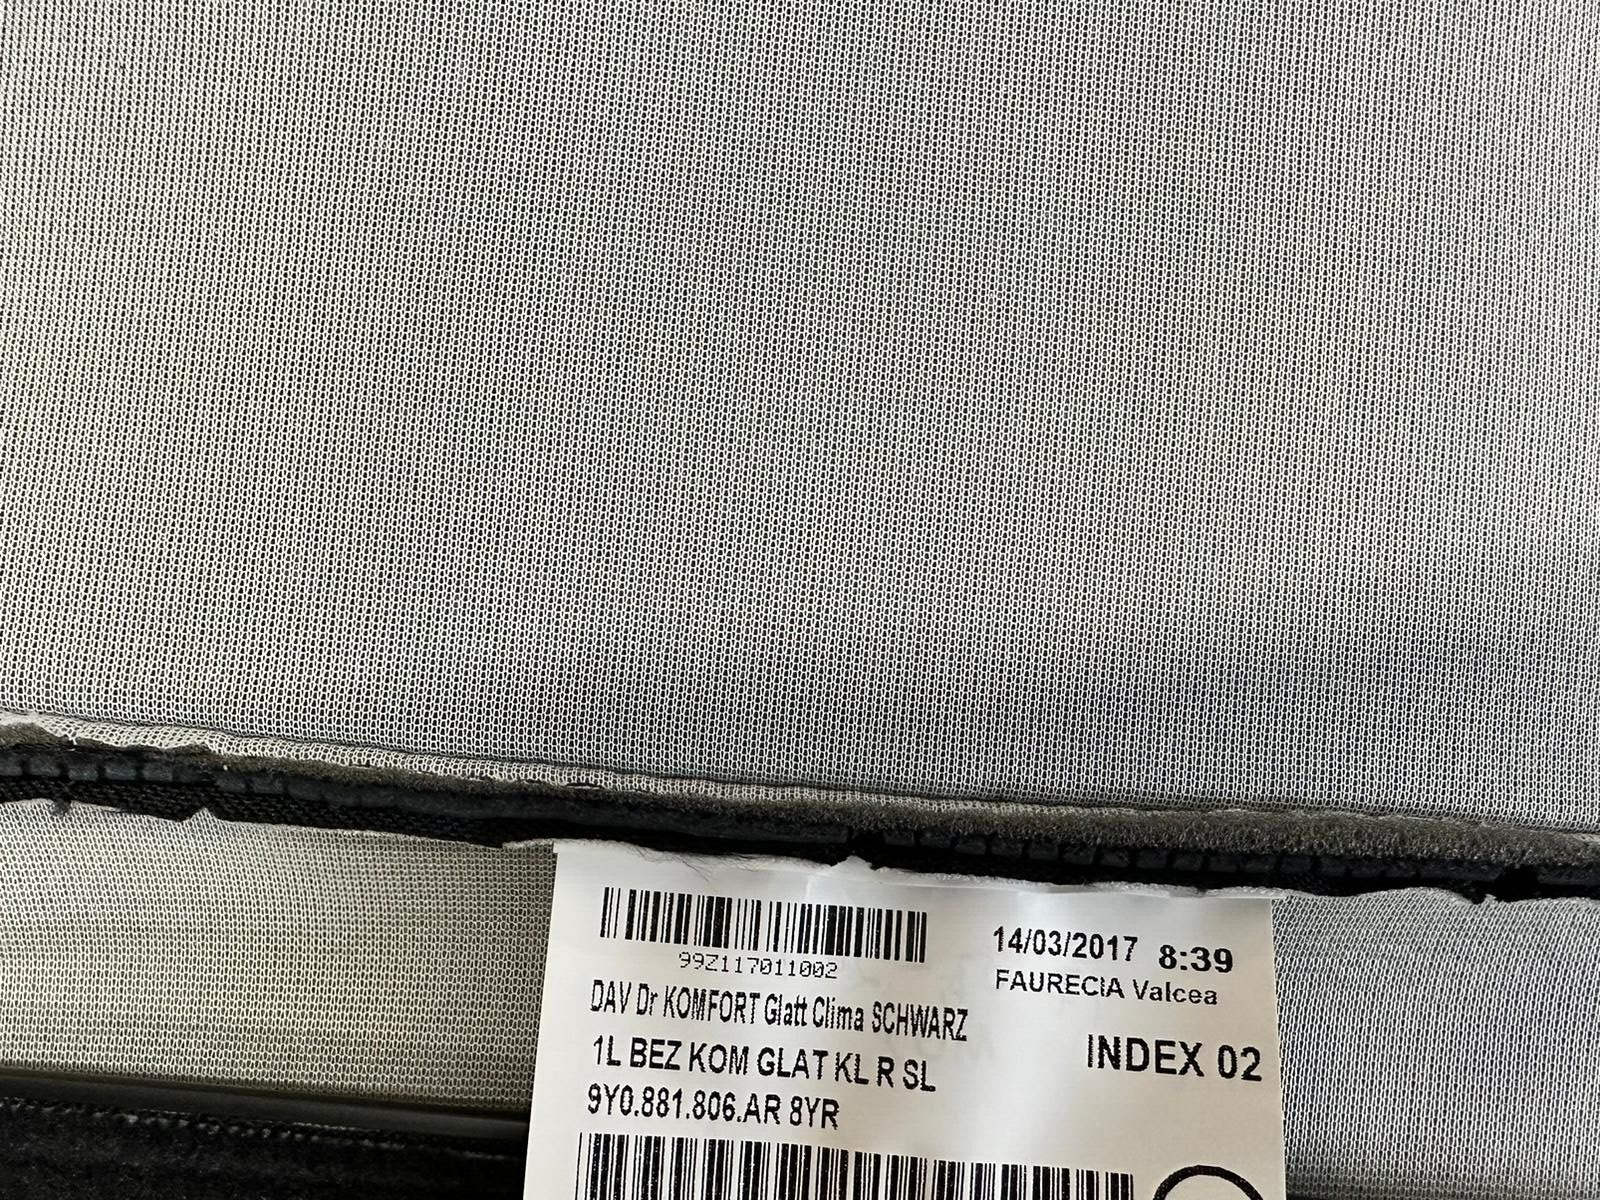 99Z117011002
14/03/2017 8:39
FAURECIA Valcea
DAV Dr KOMFORT Glatt Clima SCHWARZ
INDEX 02
1L BEZ KOM GLAT KL R SL
9Y0.881.806.AR 8YR